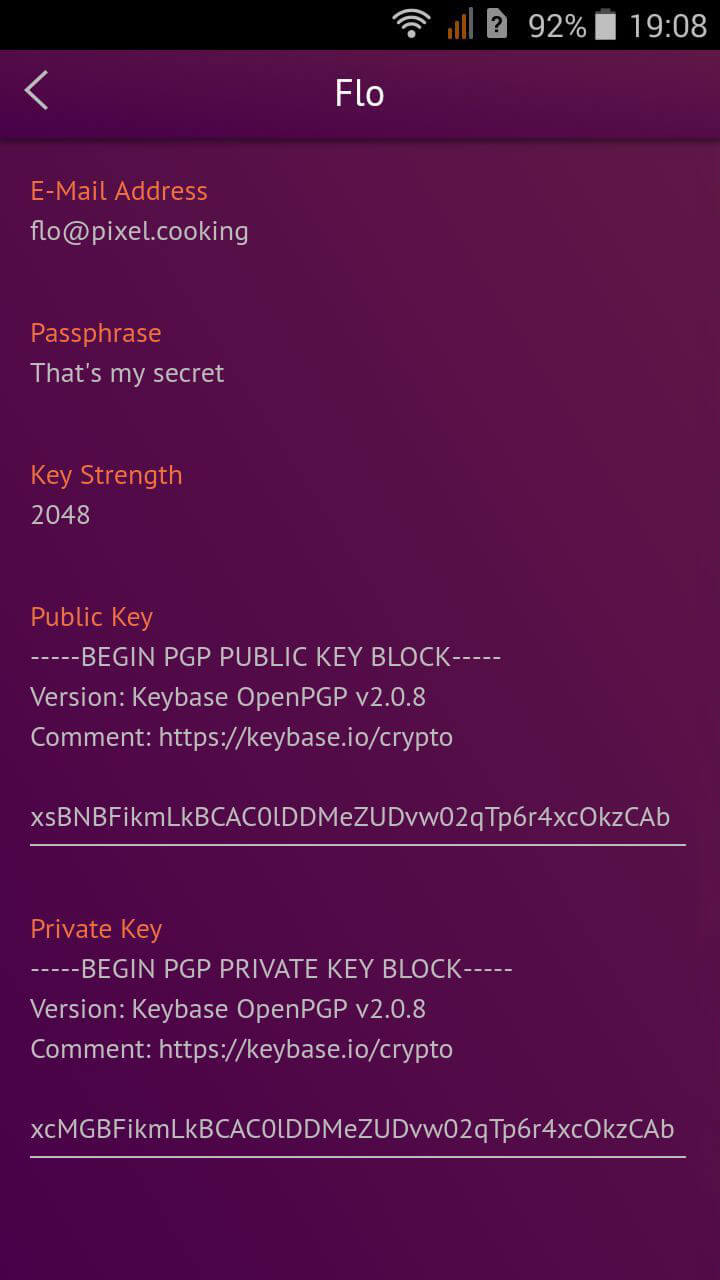 92% 19:08
Flo
E-Mail Address
flo@pixel.cooking
Passphrase
That's my secret
Key Strength
2048
Public Key
-----BEGIN PGP PUBLIC KEY BLOCK-----
Version: Keybase OpenPGP v2.0.8
Comment: https://keybase.io/crypto
xsBNBFikmLkBCAC0lDDMeZUDvw02qTp6r4xcOkzCAb
Private Key
-----BEGIN PGP PRIVATE KEY BLOCK-----
Version: Keybase OpenPGP v2.0.8
Comment: https://keybase.io/crypto
xcMGBFikmLkBCAC0lDDMeZUDvw02qTp6r4xcOkzCAb